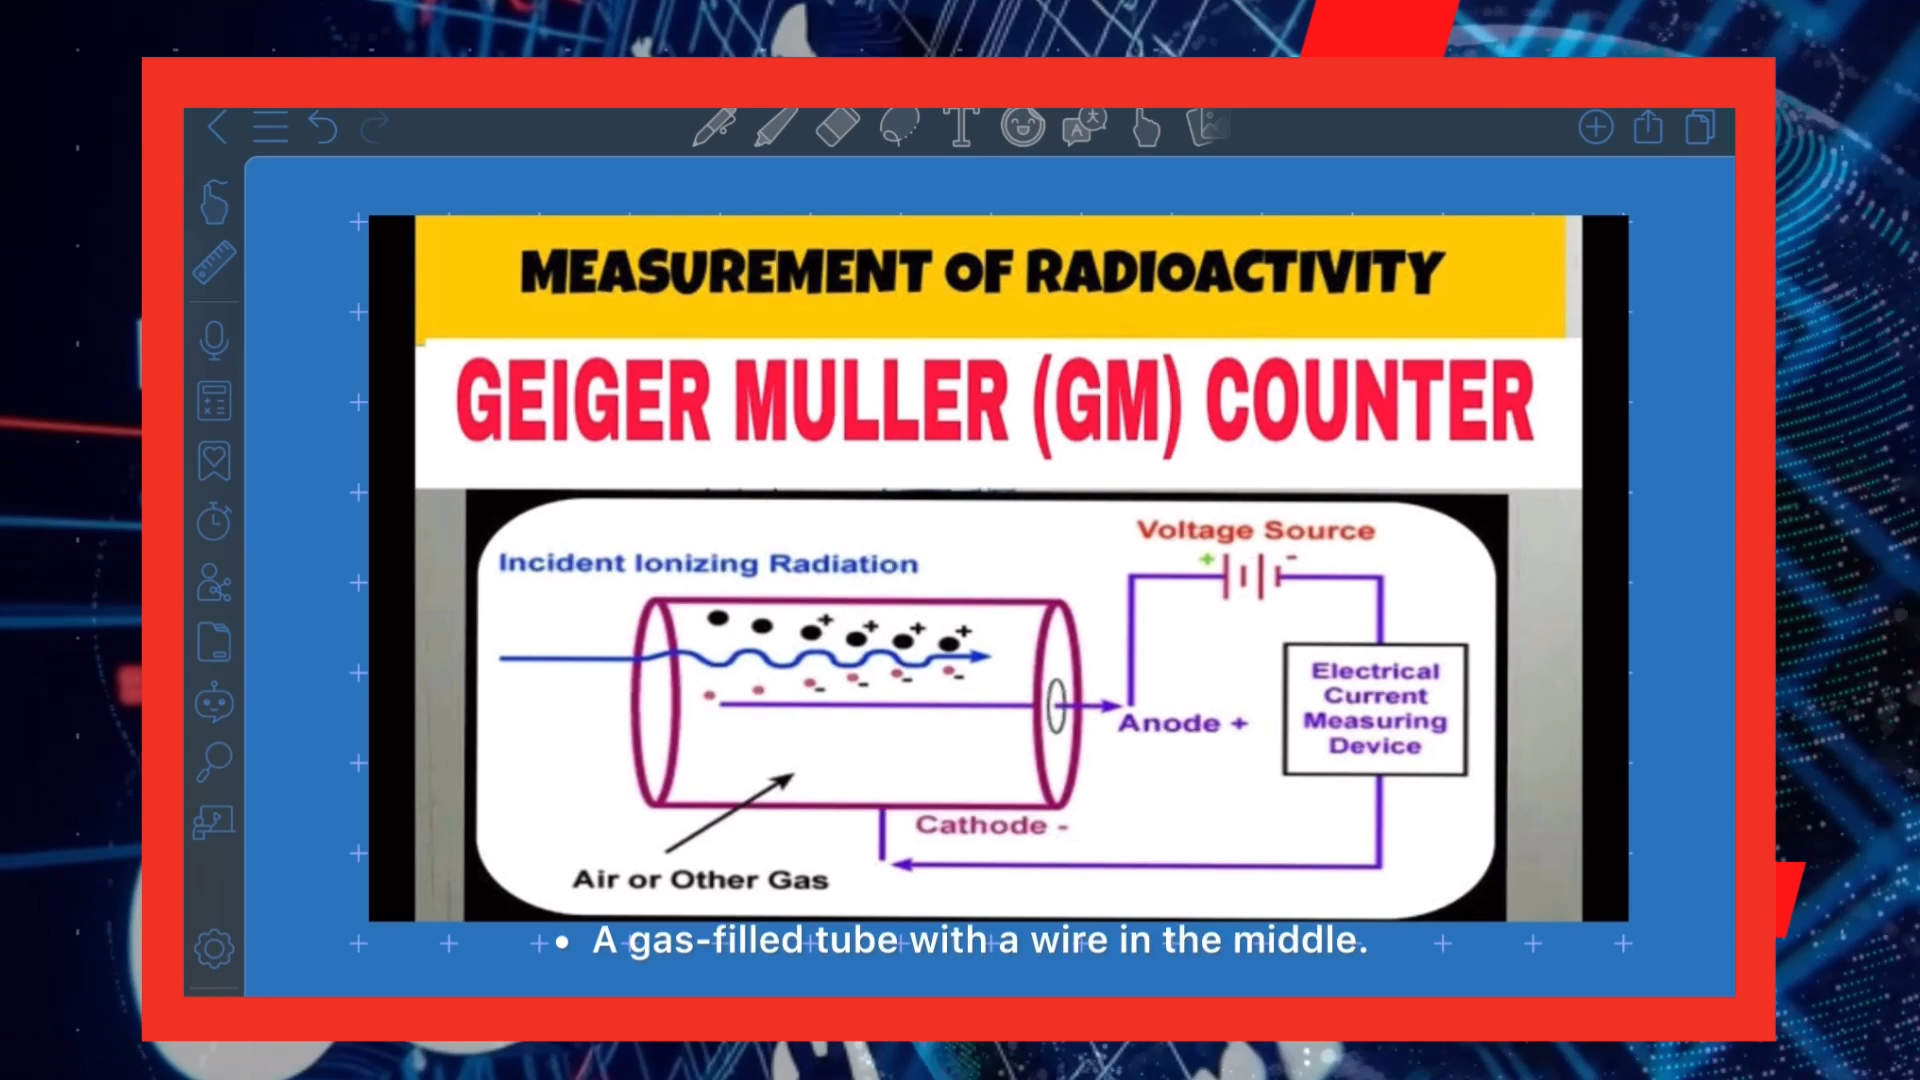 MEASUREMENT OF RADIOACTIVITY
GEIGER MULLER (GM) COUNTER
Voltage Source
+ -
Incident Ionizing Radiation
+ + + +
- - - -
Electrical
Current
Measuring
Device
Anode +
Cathode -
Air or Other Gas
• A gas-filled tube with a wire in the middle.